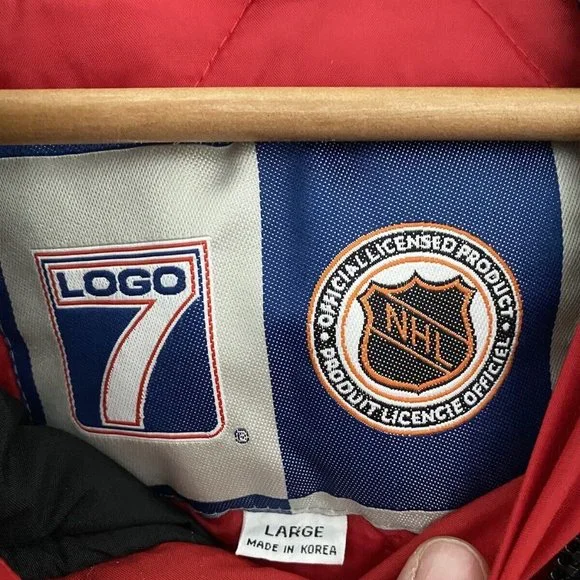 LOGO
7
®
OFFICIAL LICENSED PRODUCT
NHL
PRODUIT LICENCIE OFFICIEL
LARGE
MADE IN KOREA